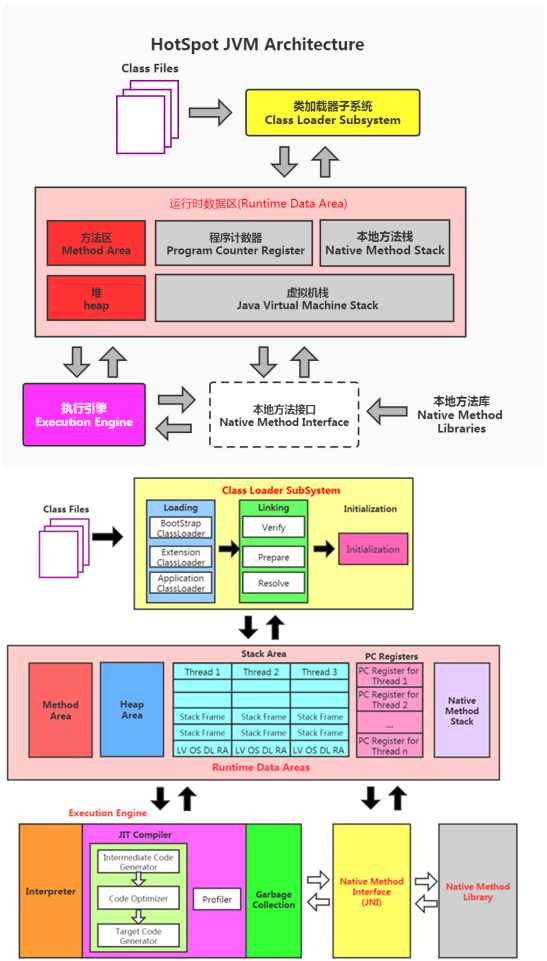 HotSpot JVM Architecture
Class Files
类加载器子系统
Class Loader Subsystem
运行时数据区(Runtime Data Area)
方法区
Method Area
程序计数器
Program Counter Register
本地方法栈
Native Method Stack
堆
heap
虚拟机栈
Java Virtual Machine Stack
执行引擎
Execution Engine
本地方法接口
Native Method Interface
本地方法库
Native Method
Libraries
Class Loader SubSystem
Class Files
Loading
BootStrap
ClassLoader
Extension
ClassLoader
Application
ClassLoader
Linking
Verify
Prepare
Resolve
Initialization
Initialization
Method
Area
Heap
Area
Stack Area
Thread 1
Thread 2
Thread 3
Stack Frame
Stack Frame
Stack Frame
Stack Frame
Stack Frame
Stack Frame
LV OS DL RA
LV OS DL RA
LV OS DL RA
PC Registers
PC Register for
Thread 1
PC Register for
Thread 2
...
PC Register for
Thread n
Native
Method
Stack
Runtime Data Areas
Execution Engine
Interpreter
JIT Compiler
Intermediate Code
Generator
Code Optimizer
Target Code
Generator
Profiler
Garbage
Collection
Native Method
Interface
(JNI)
Native Method
Library